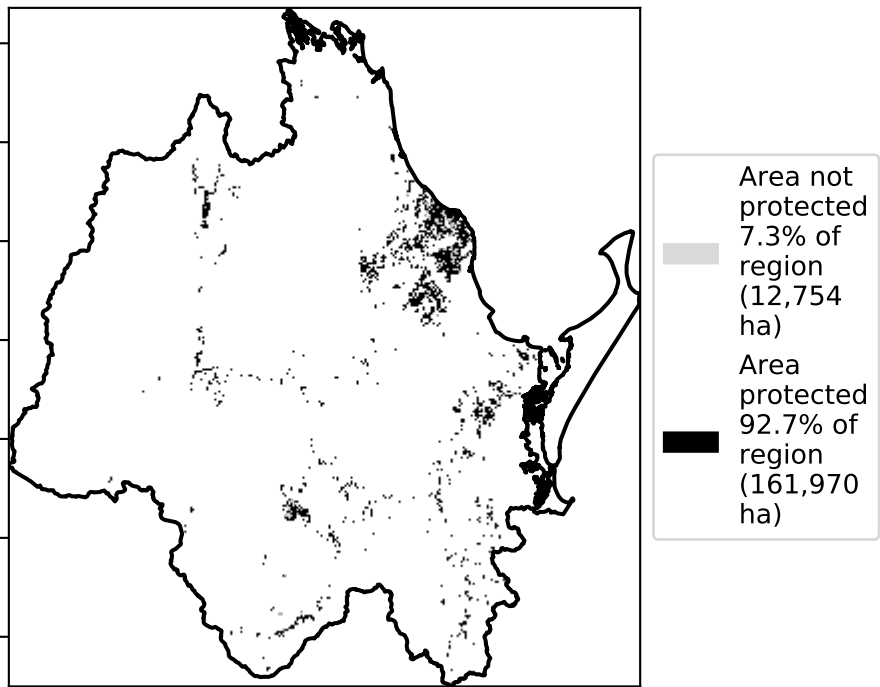 Area not
protected
7.3% of
region
(12,754
ha)
Area
protected
92.7% of
region
(161,970
ha)